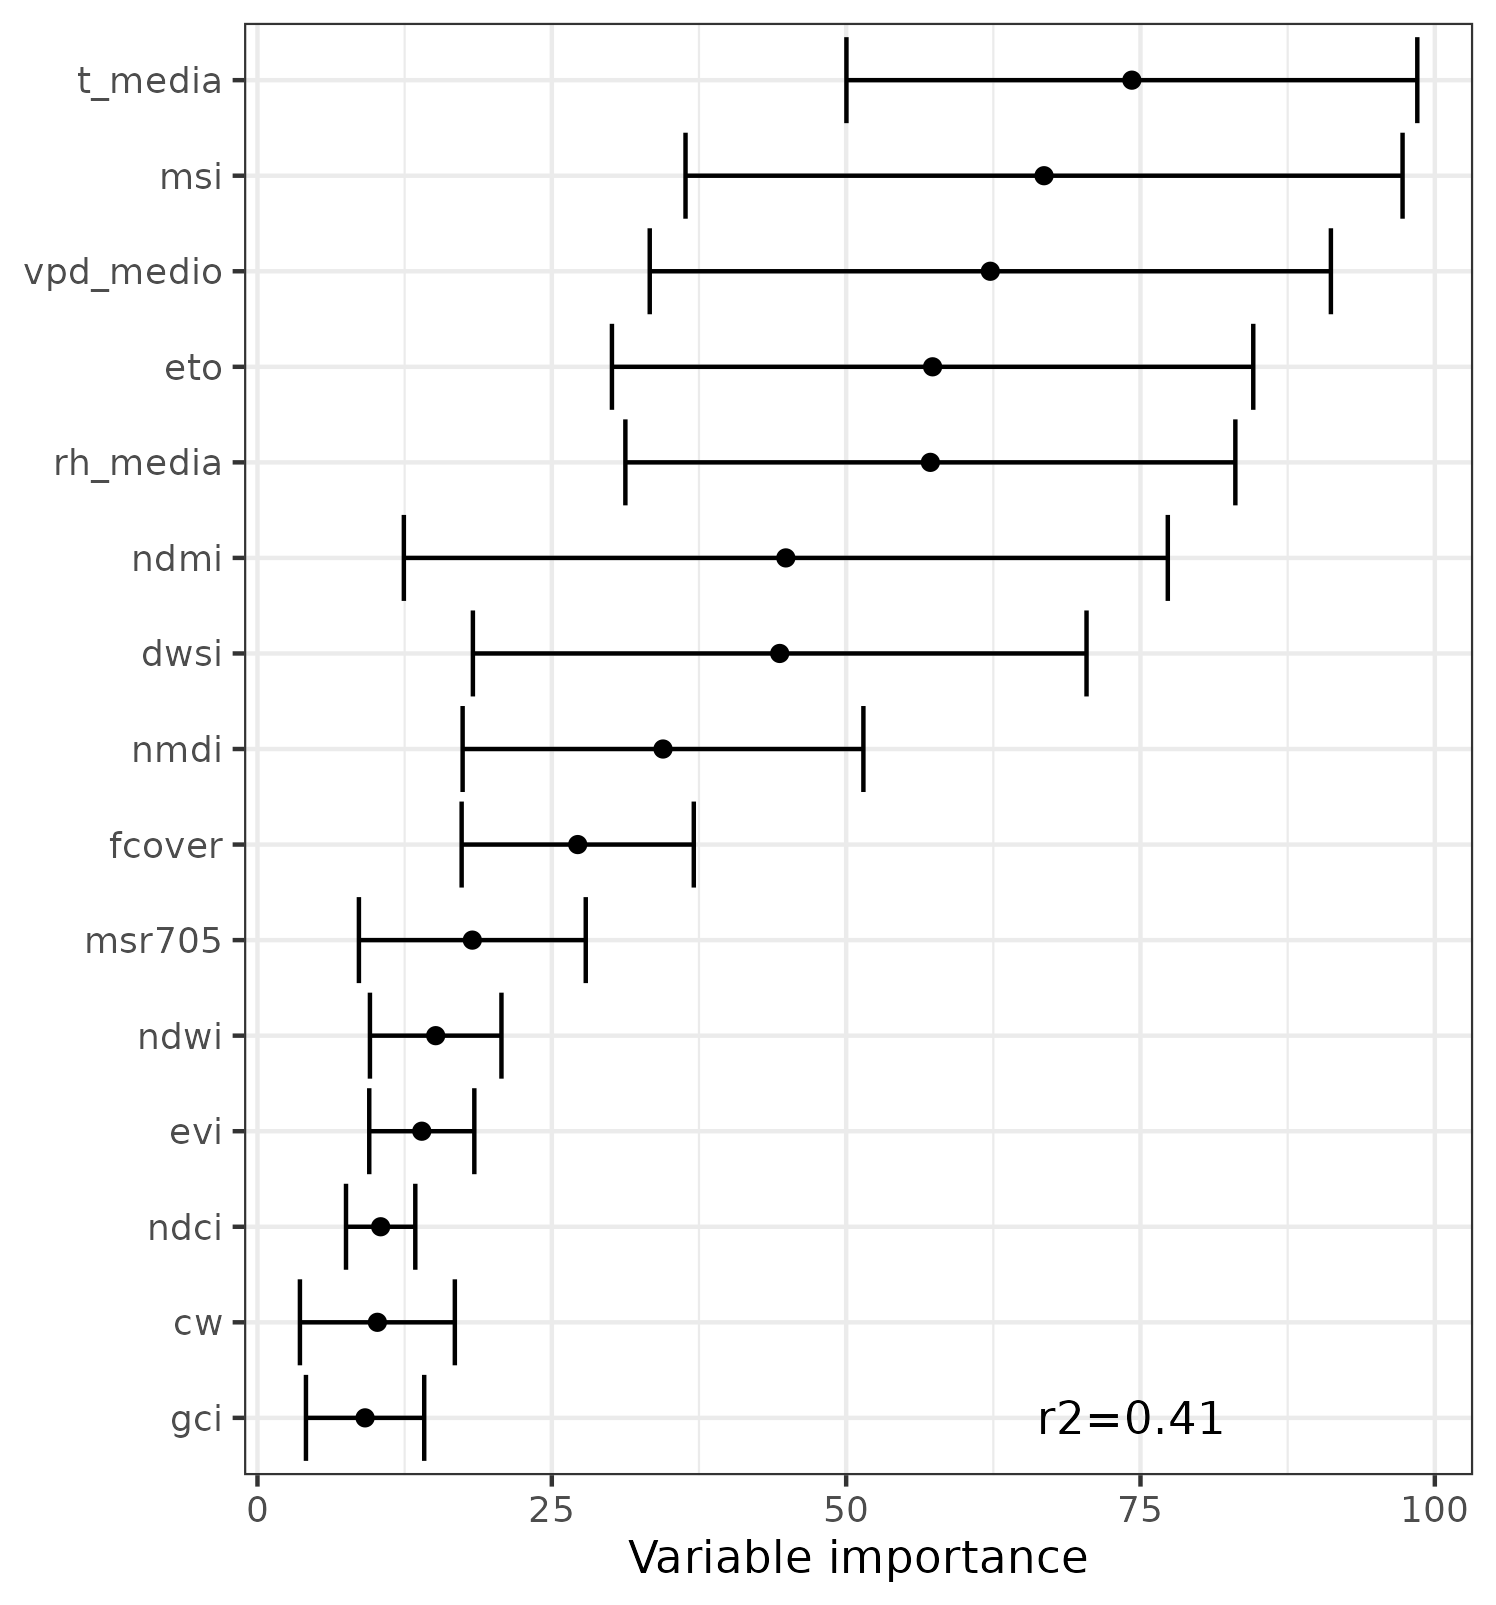 t_media
msi
vpd_medio
eto
rh_media
ndmi
dwsi
nmdi
fcover
msr705
ndwi
evi
ndci
cw
gci
r2=0.41
0 25 50 75 100
Variable importance